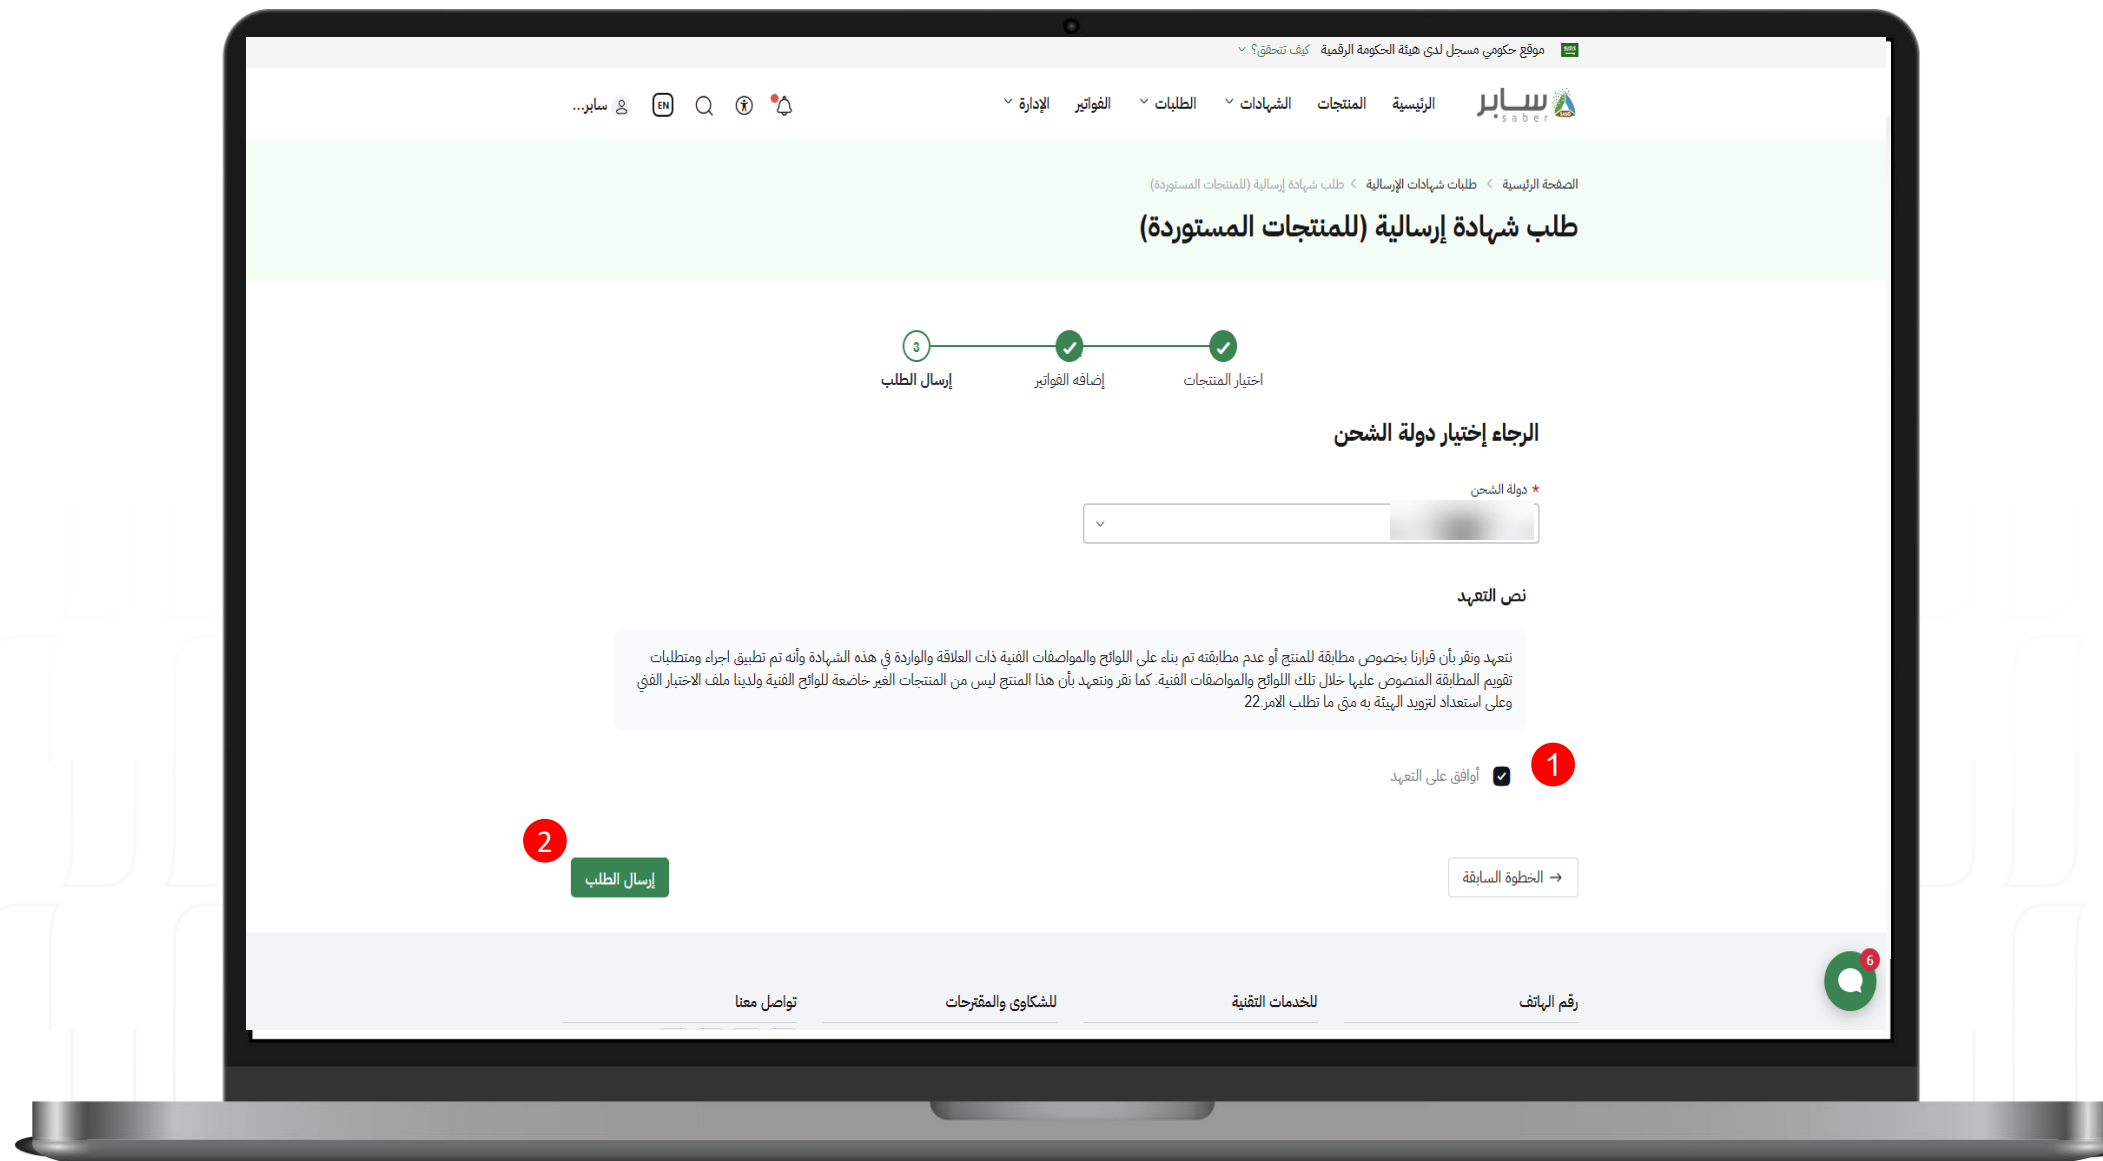 موقع حكومي مسجل لدى هيئة الحكومة الرقمية كيف تتحقق؟
سابر
saber
الرئيسية المنتجات الشهادات الطلبات الفواتير الإدارة
EN سابر...
الصفحة الرئيسية > طلبات شهادات الإرسالية > طلب شهادة إرسالية (للمنتجات المستوردة)
طلب شهادة إرسالية (للمنتجات المستوردة)
3
اختيار المنتجات إضافه الفواتير إرسال الطلب
الرجاء إختيار دولة الشحن
* دولة الشحن
نص التعهد
نتعهد ونقر بأن قرارنا بخصوص مطابقة للمنتج أو عدم مطابقته تم بناء على اللوائح والمواصفات الفنية ذات العلاقة والواردة في هذه الشهادة وأنه تم تطبيق اجراء ومتطلبات
تقويم المطابقة المنصوص عليها خلال تلك اللوائح والمواصفات الفنية. كما نقر ونتعهد بأن هذا المنتج ليس من المنتجات الغير خاضعة للوائح الفنية ولدينا ملف الاختبار الفني
وعلى استعداد لتزويد الهيئة به متى ما تطلب الامر.22
1
أوافق على التعهد
2
→ الخطوة السابقة
إرسال الطلب
6
رقم الهاتف للخدمات التقنية للشكاوى والمقترحات تواصل معنا